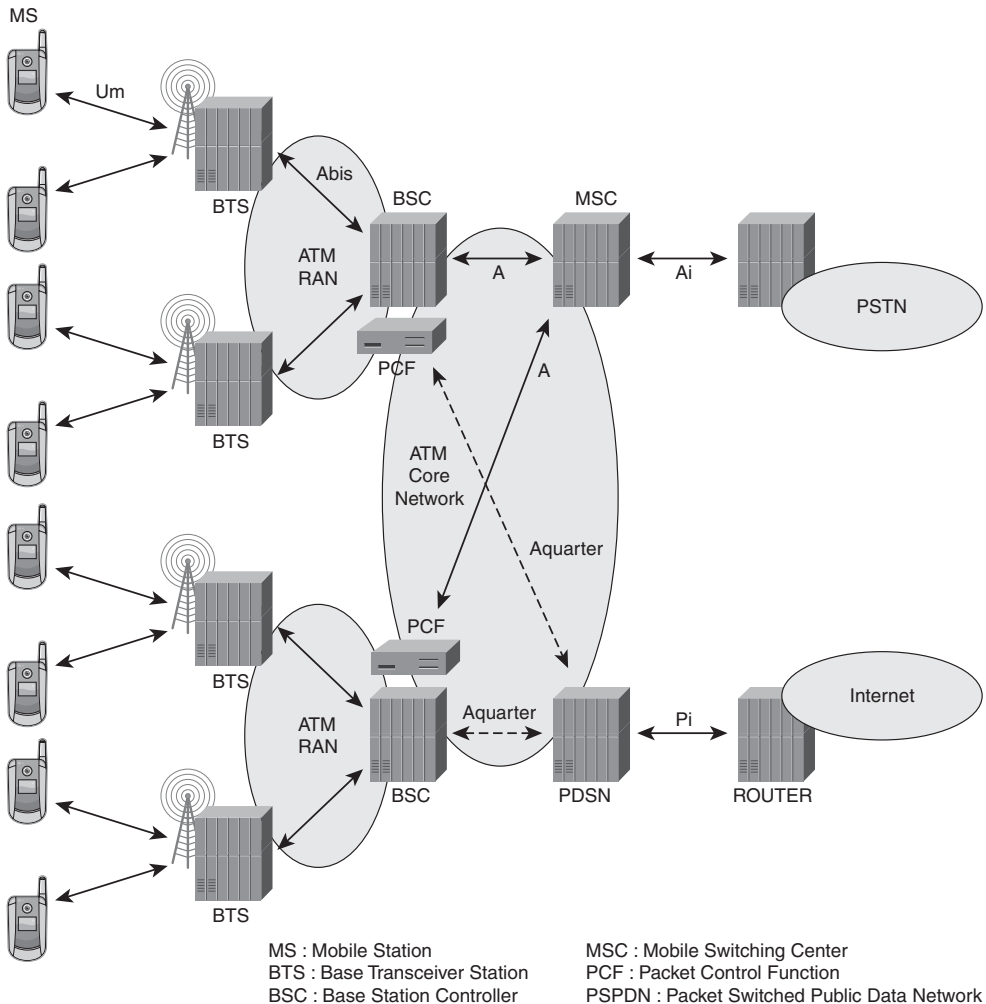 MS
Um
BTS
Abis
ATM
RAN
BSC
MSC
A
Ai
PSTN
PCF
A
BTS
ATM
Core
Network
Aquarter
PCF
BTS
ATM
RAN
Aquarter
Pi
Internet
BSC
PDSN
ROUTER
BTS
MS : Mobile Station
BTS : Base Transceiver Station
BSC : Base Station Controller
MSC : Mobile Switching Center
PCF : Packet Control Function
PSPDN : Packet Switched Public Data Network